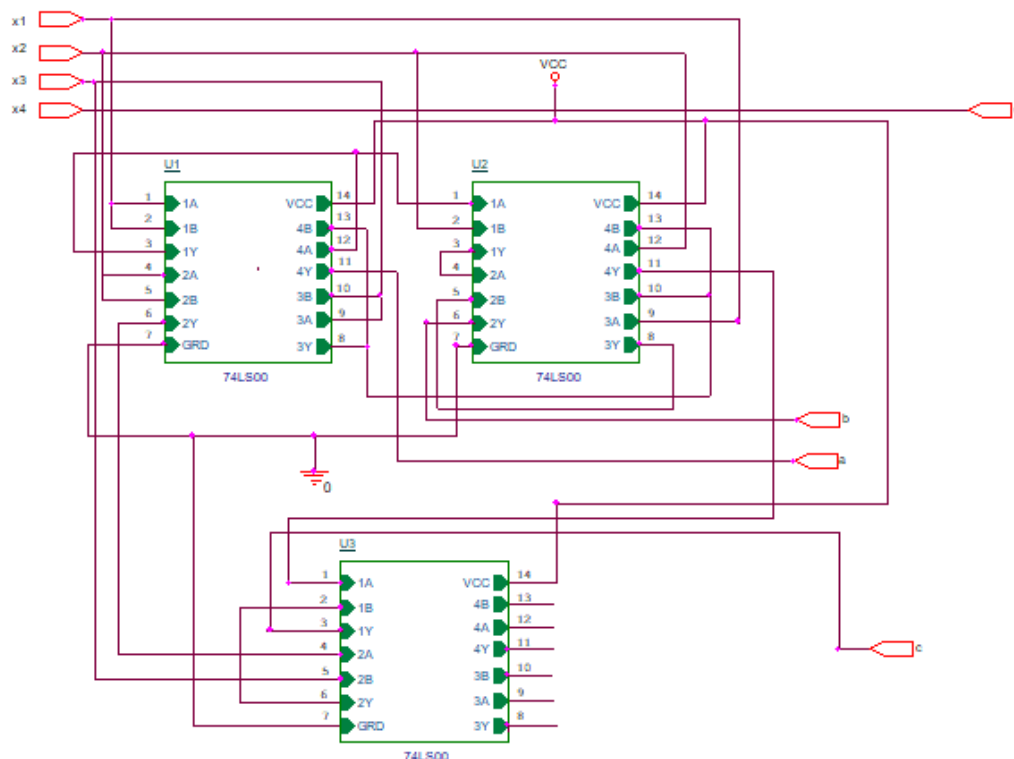 x1
x2
x3
x4
VCC
U1
1 1A
2 1B
3 1Y
4 2A
5 2B
6 2Y
7 GRD
VCC 14
4B 13
4A 12
4Y 11
3B 10
3A 9
3Y 8
74LS00
U2
1 1A
2 1B
3 1Y
4 2A
5 2B
6 2Y
7 GRD
VCC 14
4B 13
4A 12
4Y 11
3B 10
3A 9
3Y 8
74LS00
b
a
0
U3
1 1A
2 1B
3 1Y
4 2A
5 2B
6 2Y
7 GRD
VCC 14
4B 13
4A 12
4Y 11
3B 10
3A 9
3Y 8
c
74LS00